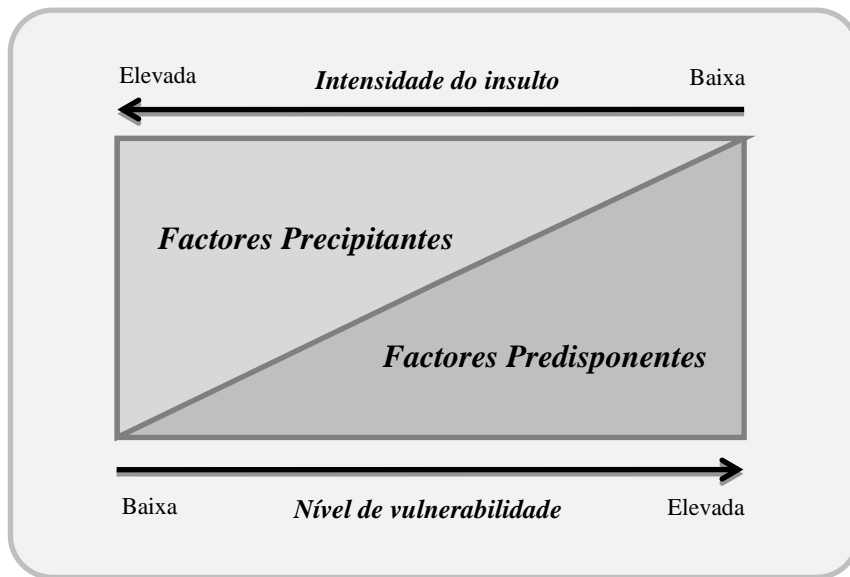 Elevada
Intensidade do insulto
Baixa
Factores Precipitantes
Factores Predisponentes
Baixa
Nível de vulnerabilidade
Elevada